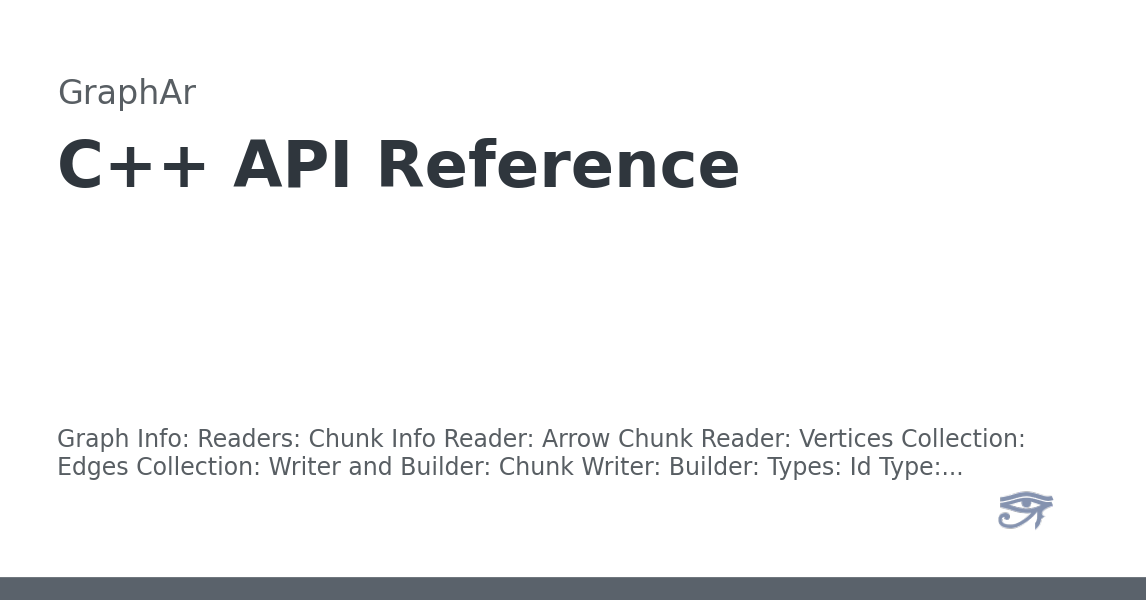 GraphAr
C++ API Reference
Graph Info: Readers: Chunk Info Reader: Arrow Chunk Reader: Vertices Collection:
Edges Collection: Writer and Builder: Chunk Writer: Builder: Types: Id Type:...